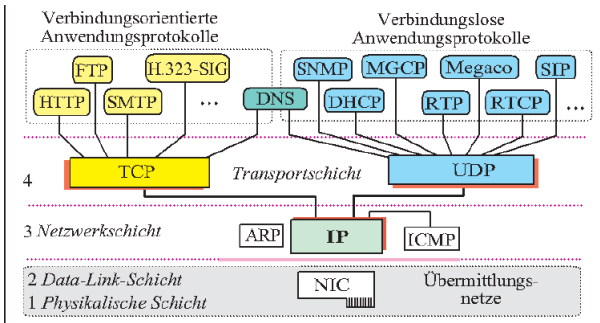 Verbindungsorientierte
Anwendungsprotokolle
Verbindungslose
Anwendungsprotokolle
FTP
H.323-SIG
SNMP
MGCP
Megaco
SIP
HTTP
SMTP
...
DNS
DHCP
RTP
RTCP
...
TCP
Transportschicht
UDP
4
3 Netzwerkschicht
ARP
IP
ICMP
2 Data-Link-Schicht
1 Physikalische Schicht
NIC
Übermittlungs-
netze